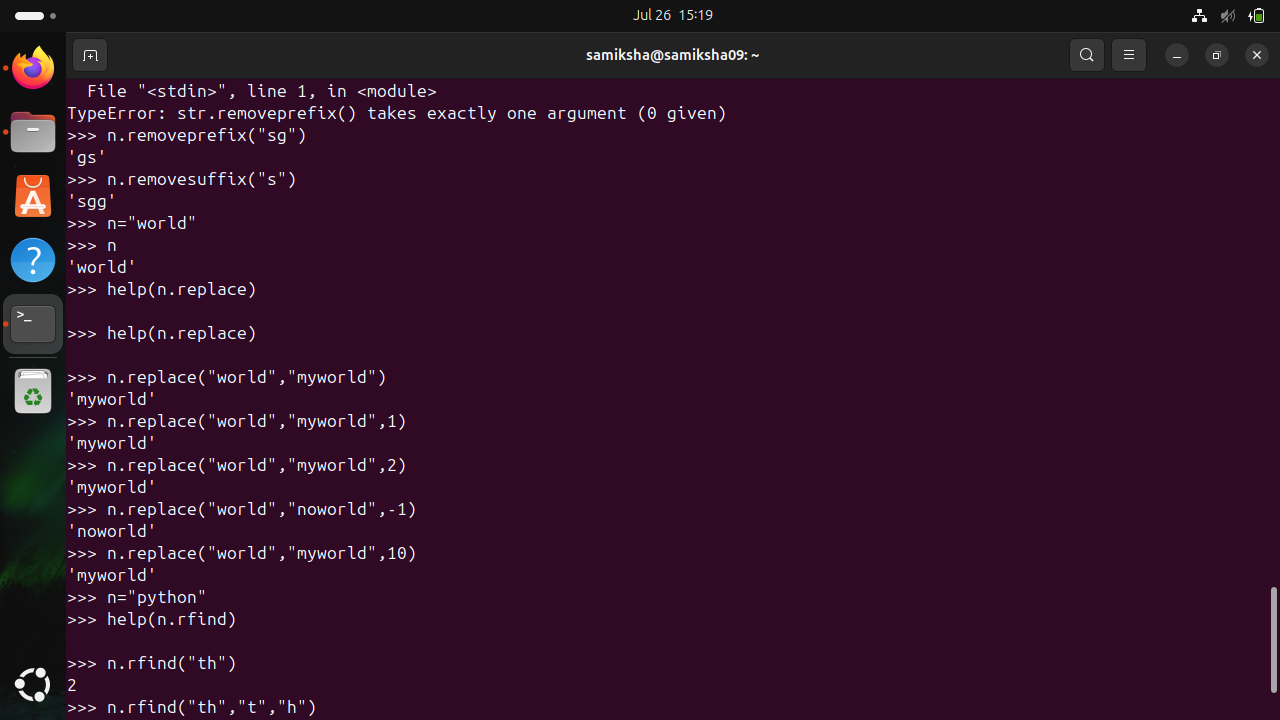 Jul 26 15:19
samiksha@samiksha09: ~
File "<stdin>", line 1, in <module>
TypeError: str.removeprefix() takes exactly one argument (0 given)
>>> n.removeprefix("sg")
'gs'
>>> n.removesuffix("s")
'sgg'
>>> n="world"
>>> n
'world'
>>> help(n.replace)
>>> help(n.replace)
>>> n.replace("world","myworld")
'myworld'
>>> n.replace("world","myworld",1)
'myworld'
>>> n.replace("world","myworld",2)
'myworld'
>>> n.replace("world","noworld",-1)
'noworld'
>>> n.replace("world","myworld",10)
'myworld'
>>> n="python"
>>> help(n.rfind)
>>> n.rfind("th")
2
>>> n.rfind("th","t","h")